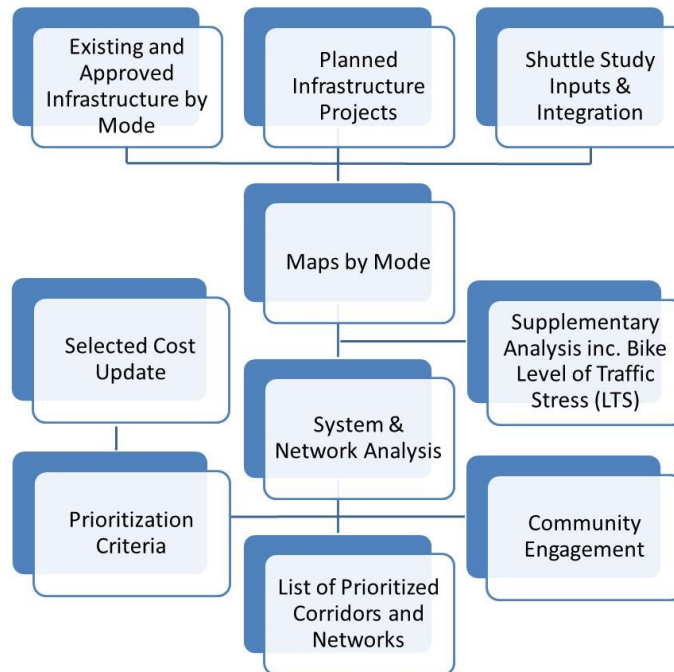 Existing and
Approved
Infrastructure by
Mode
Planned
Infrastructure
Projects
Shuttle Study
Inputs &
Integration
Maps by Mode
Selected Cost
Update
Supplementary
Analysis inc. Bike
Level of Traffic
Stress (LTS)
System &
Network Analysis
Prioritization
Criteria
Community
Engagement
List of Prioritized
Corridors and
Networks